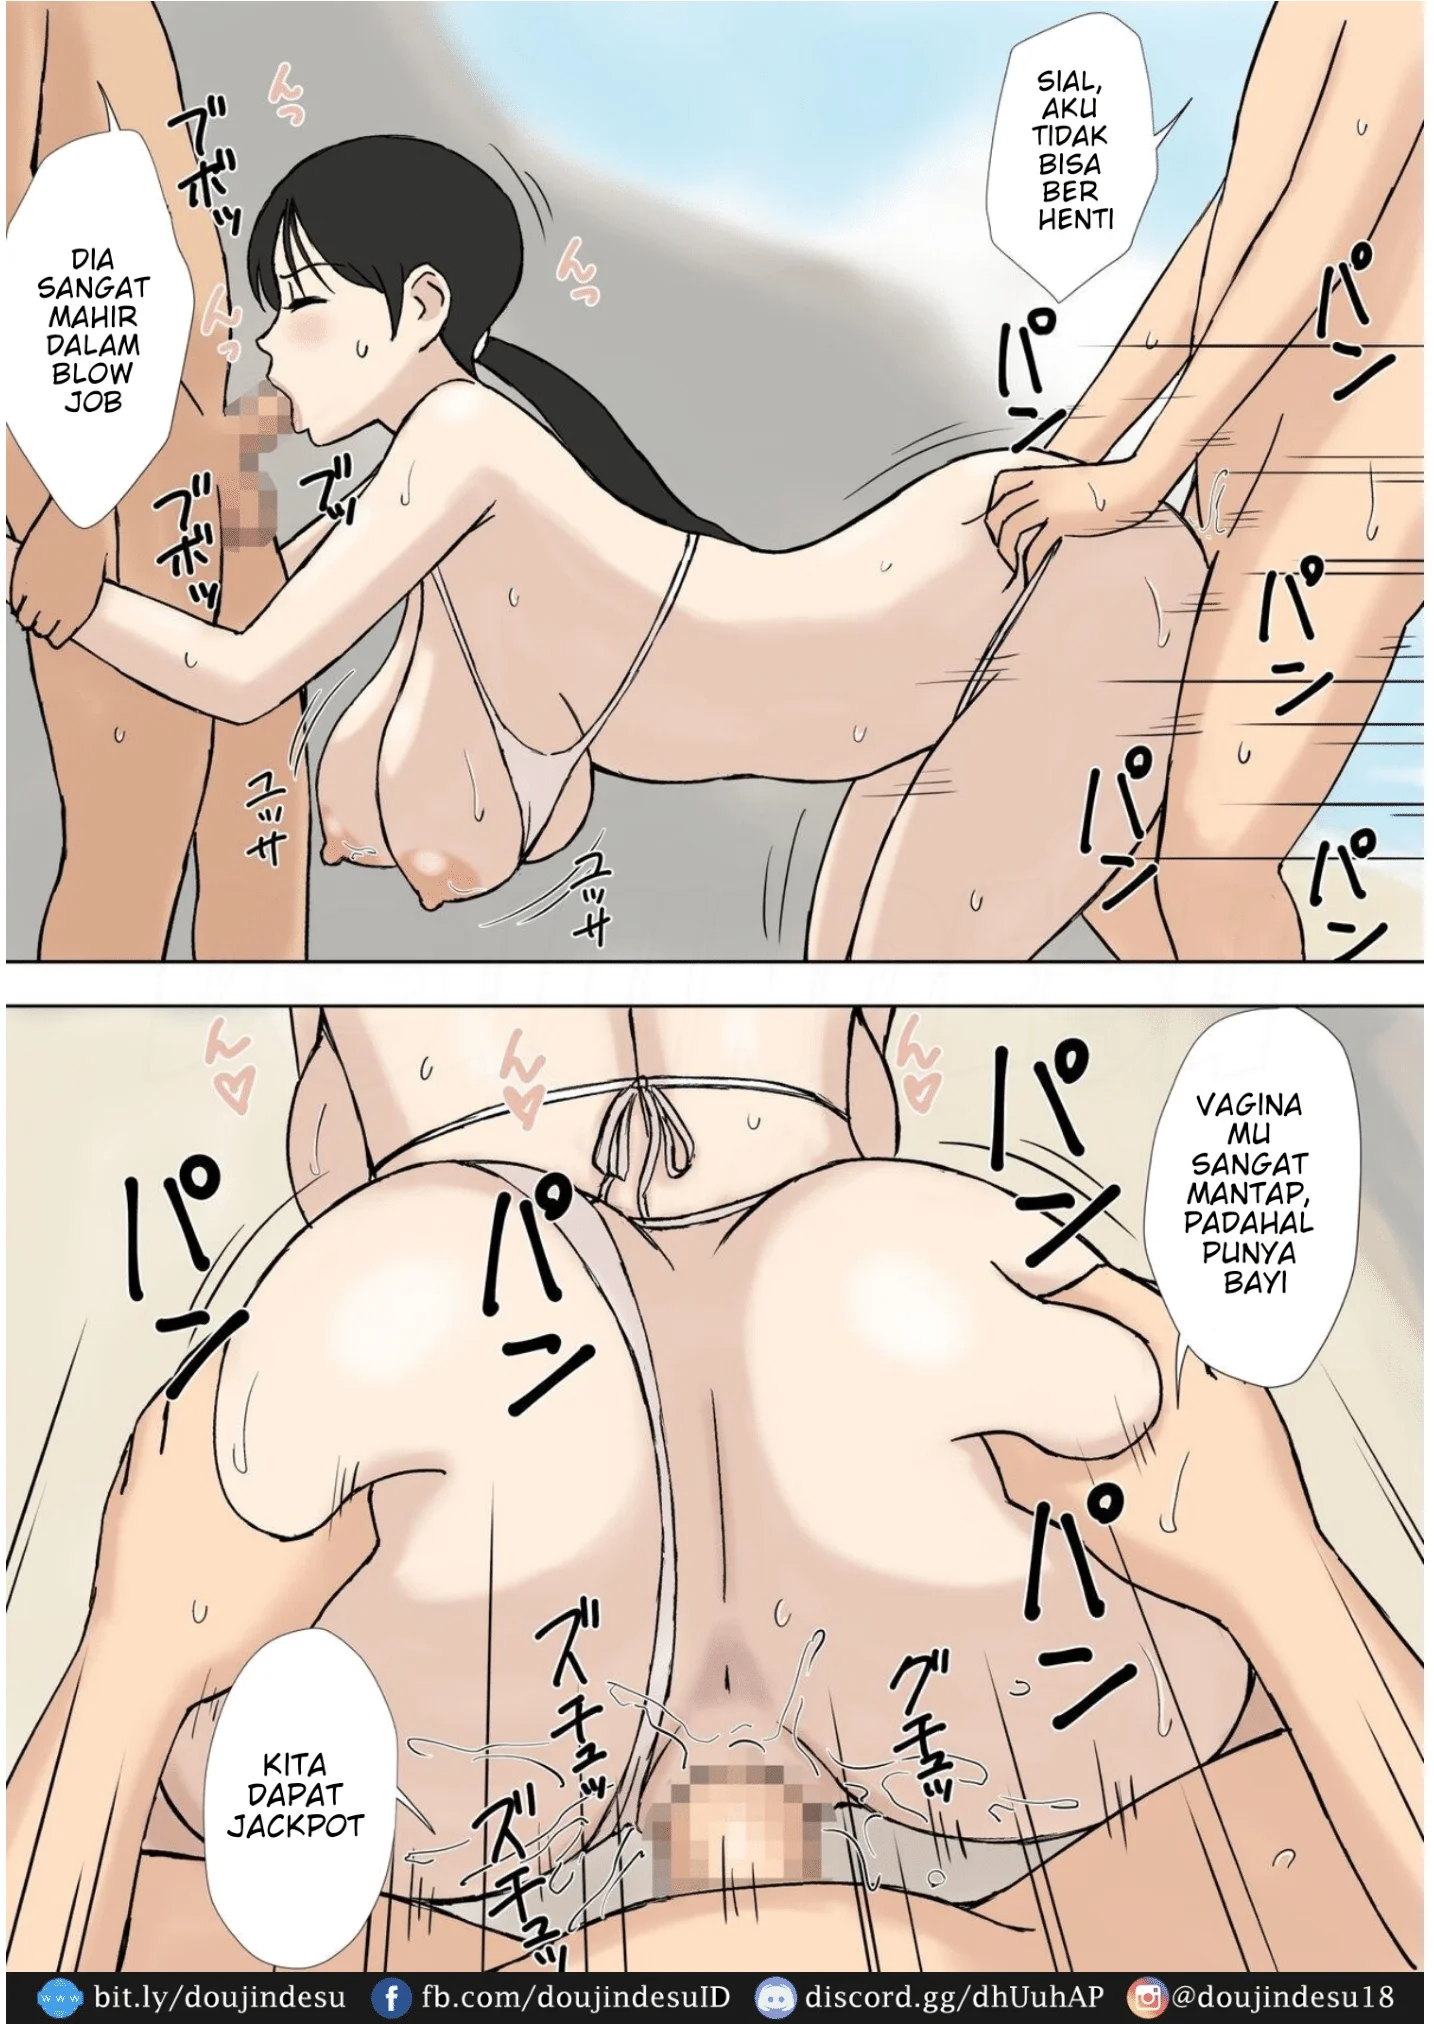 SIAL,
AKU
TIDAK
BISA
BER
HENTI
DIA
SANGAT
MAHIR
DALAM
BLOW
JOB
んっ
んっ
んっ
ブボッ
ブボッ
ブッ
パン
パン
パン
パン
パン
ユッサ
ユッサ
VAGINA
MU
SANGAT
MANTAP,
PADAHAL
PUNYA
BAYI
ん♡
ん♡
ん♡
パン
パン
パン
パン
ズチュッ
ズチュッ
グチュッ
KITA
DAPAT
JACKPOT
www bit.ly/doujindesu fb.com/doujindesuID discord.gg/dhUuhAP @doujindesu18